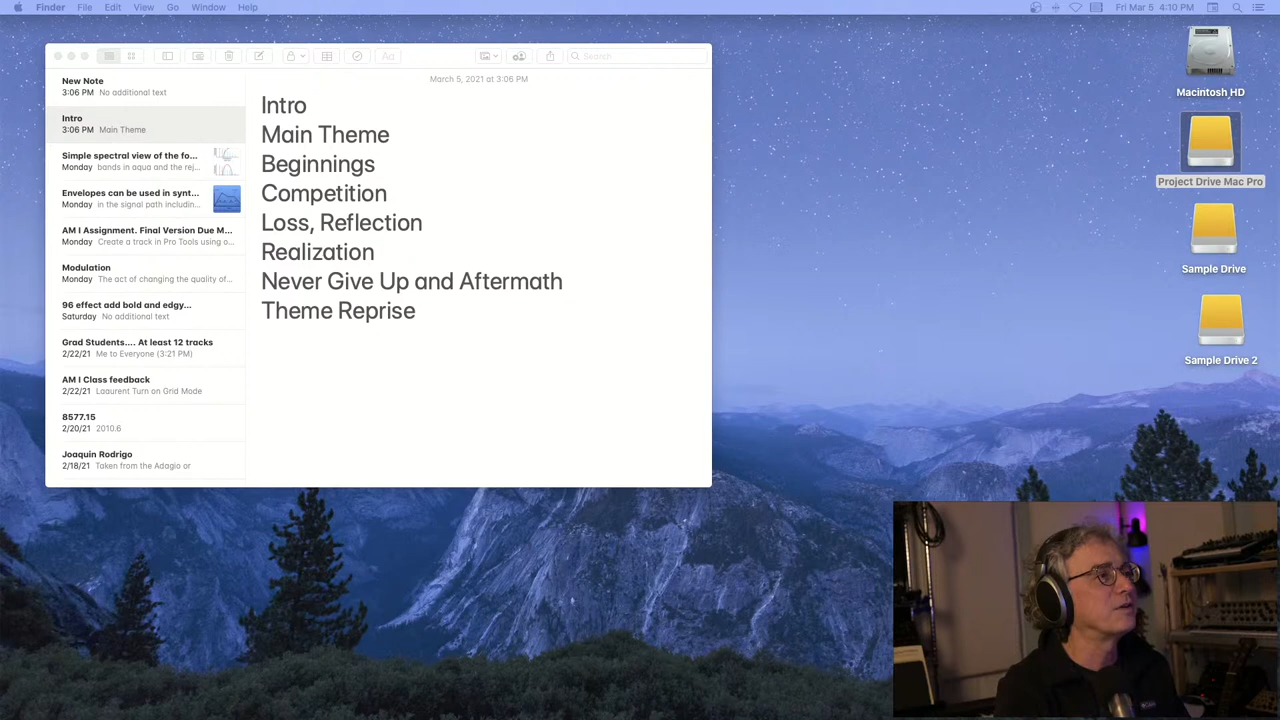 Finder File Edit View Go Window Help
Fri Mar 5 4:10 PM
Search
New Note
3:06 PM No additional text
Intro
3:06 PM Main Theme
Simple spectral view of the fo...
Monday bands in aqua and the rej...
Envelopes can be used in synt...
Monday in the signal path includin...
AM I Assignment. Final Version Due M...
Monday Create a track in Pro Tools using o...
Modulation
Monday The act of changing the quality of...
96 effect add bold and edgy...
Saturday No additional text
Grad Students.... At least 12 tracks
2/22/21 Me to Everyone (3:21 PM)
AM I Class feedback
2/22/21 Laaurent Turn on Grid Mode
8577.15
2/20/21 2010.6
Joaquin Rodrigo
2/18/21 Taken from the Adagio or
March 5, 2021 at 3:06 PM
Intro
Main Theme
Beginnings
Competition
Loss, Reflection
Realization
Never Give Up and Aftermath
Theme Reprise
Macintosh HD
Project Drive Mac Pro
Sample Drive
Sample Drive 2